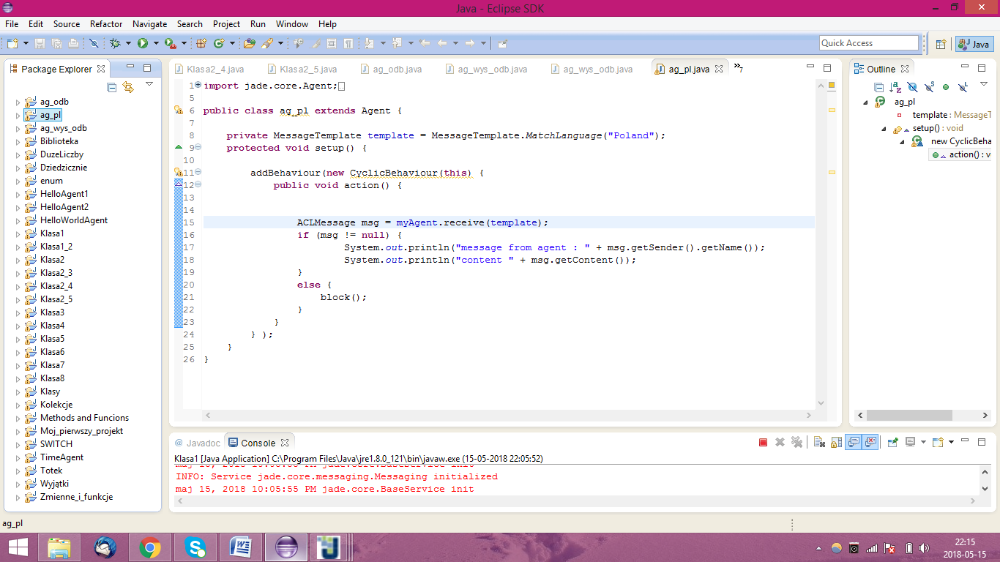 Java - Eclipse SDK
File Edit Source Refactor Navigate Search Project Run Window Help
Quick Access
Java
Package Explorer
ag_odb
ag_pl
ag_wys_odb
Biblioteka
DuzeLiczby
Dziedzicznie
enum
HelloAgent1
HelloAgent2
HelloWorldAgent
Klasa1
Klasa1_2
Klasa2
Klasa2_3
Klasa2_4
Klasa2_5
Klasa3
Klasa4
Klasa5
Klasa6
Klasa7
Klasa8
Klasy
Kolekcje
Methods and Funcions
Moj_pierwszy_projekt
SWITCH
TimeAgent
Totek
Wyjątki
Zmienne_i_funkcje
Klasa2_4.java Klasa2_5.java ag_odb.java ag_wys_odb.java ag_wys_odb.java ag_pl.java »7
1 import jade.core.Agent;
5
6 public class ag_pl extends Agent {
7
8 private MessageTemplate template = MessageTemplate.MatchLanguage("Poland");
9 protected void setup() {
10
11 addBehaviour(new CyclicBehaviour(this) {
12 public void action() {
13
14
15 ACLMessage msg = myAgent.receive(template);
16 if (msg != null) {
17 System.out.println("message from agent : " + msg.getSender().getName());
18 System.out.println("content " + msg.getContent());
19 }
20 else {
21 block();
22 }
23 }
24 } );
25 }
26 }
Outline
ag_pl
template : MessageT
setup() : void
new CyclicBeha
action() : v
@ Javadoc Console
Klasa1 [Java Application] C:\Program Files\Java\jre1.8.0_121\bin\javaw.exe (15-05-2018 22:05:52)
INFO: Service jade.core.messaging.Messaging initialized
maj 15, 2018 10:05:55 PM jade.core.BaseService init
ag_pl
22:15
2018-05-15